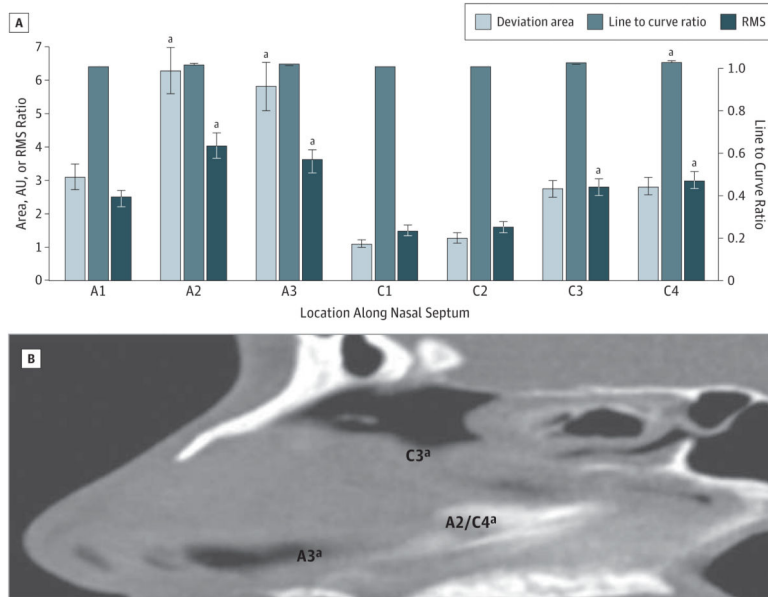 A
Deviation area
Line to curve ratio
RMS
Area, AU, or RMS Ratio
7
6
5
4
3
2
1
0
a
a
a
a
a
a
a
1.0
0.8
0.6
0.4
0.2
0
Line to Curve Ratio
A1 A2 A3 C1 C2 C3 C4
Location Along Nasal Septum
B
C3a
A2/C4a
A3a